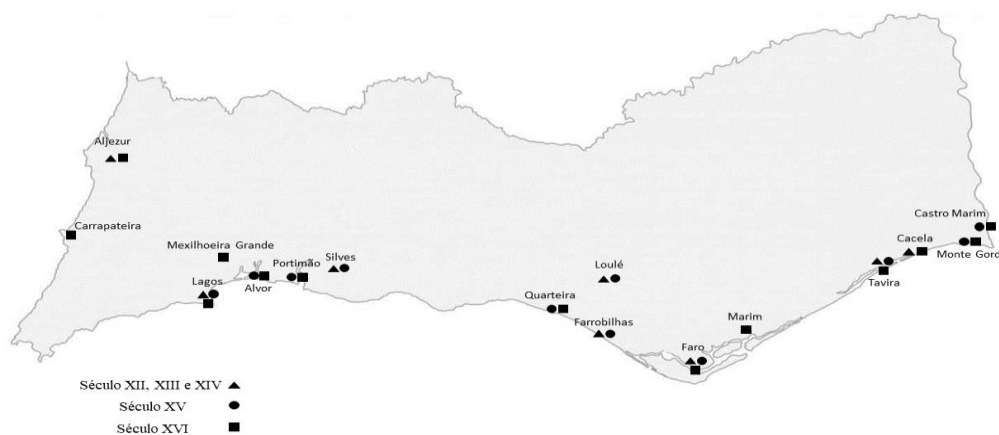 Aljezur
Carrapateira
Mexilhoeira Grande
Lagos
Alvor
Portimão
Silves
Loulé
Quarteira
Farrobilhas
Faro
Marim
Tavira
Cacela
Castro Marim
Monte Gord
Século XII, XIII e XIV
Século XV
Século XVI